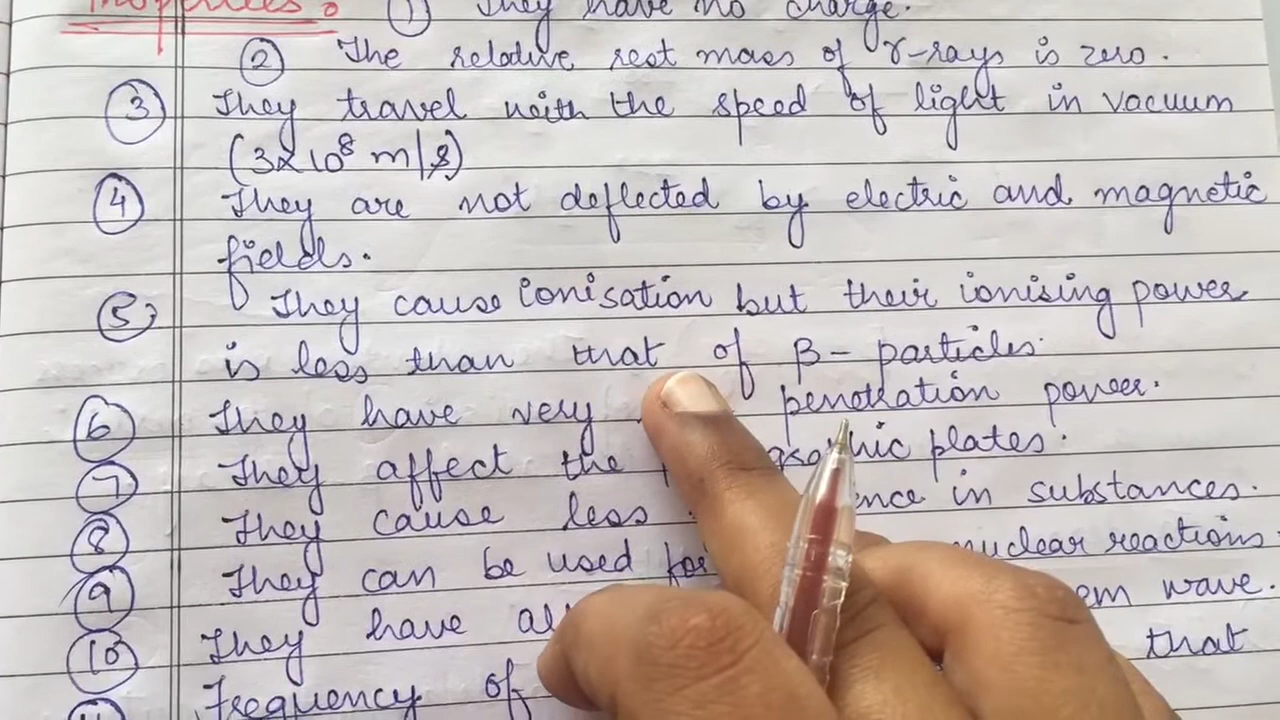 Properties: ① They have no charge.
② The relative rest mass of γ-rays is zero.
③ They travel with the speed of light in vacuum
(3x10⁸ m/s)
④ They are not deflected by electric and magnetic
fields.
⑤ They cause ionisation but their ionising power
is less than that of β- particles.
⑥ They have very penetration power.
⑦ They affect the plates.
⑧ They cause less in substances.
⑨ They can be used for nuclear reactions.
⑩ They have em wave.
Frequency of that